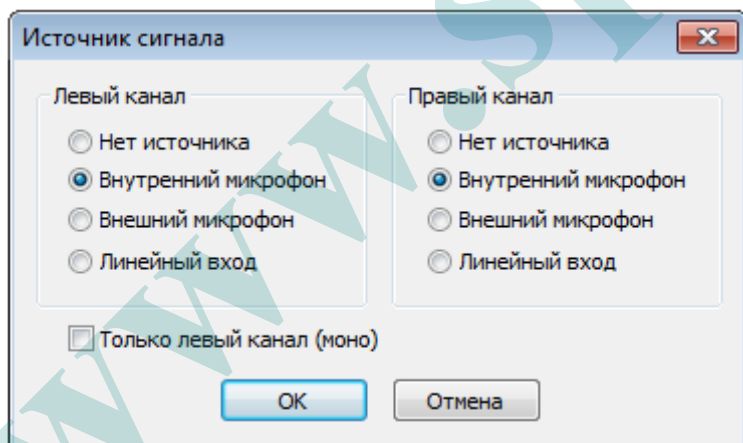 Источник сигнала
Левый канал
Нет источника
Внутренний микрофон
Внешний микрофон
Линейный вход
Правый канал
Нет источника
Внутренний микрофон
Внешний микрофон
Линейный вход
Только левый канал (моно)
OK
Отмена